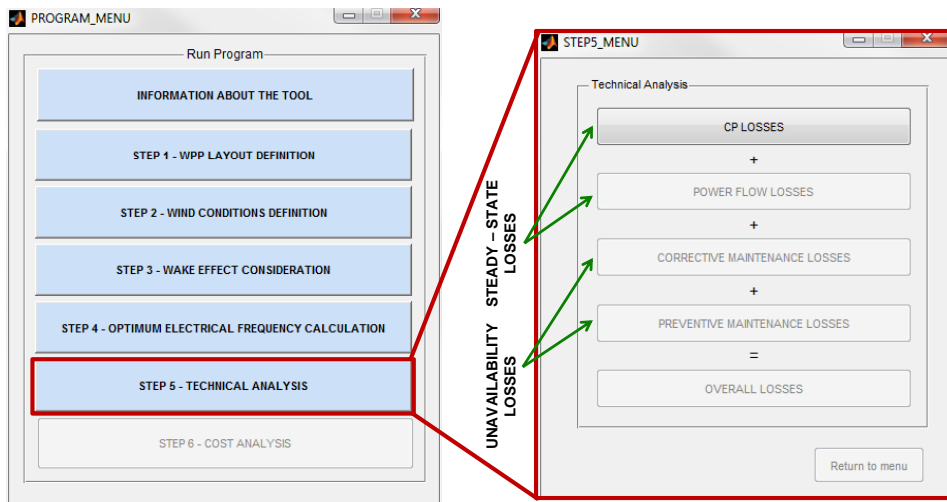 PROGRAM_MENU
Run Program
INFORMATION ABOUT THE TOOL
STEP 1 - WPP LAYOUT DEFINITION
STEP 2 - WIND CONDITIONS DEFINITION
STEP 3 - WAKE EFFECT CONSIDERATION
STEP 4 - OPTIMUM ELECTRICAL FREQUENCY CALCULATION
STEP 5 - TECHNICAL ANALYSIS
STEP 6 - COST ANALYSIS
STEADY – STATE
LOSSES
UNAVAILABILITY
LOSSES
STEP5_MENU
Technical Analysis
CP LOSSES
+
POWER FLOW LOSSES
+
CORRECTIVE MAINTENANCE LOSSES
+
PREVENTIVE MAINTENANCE LOSSES
=
OVERALL LOSSES
Return to menu